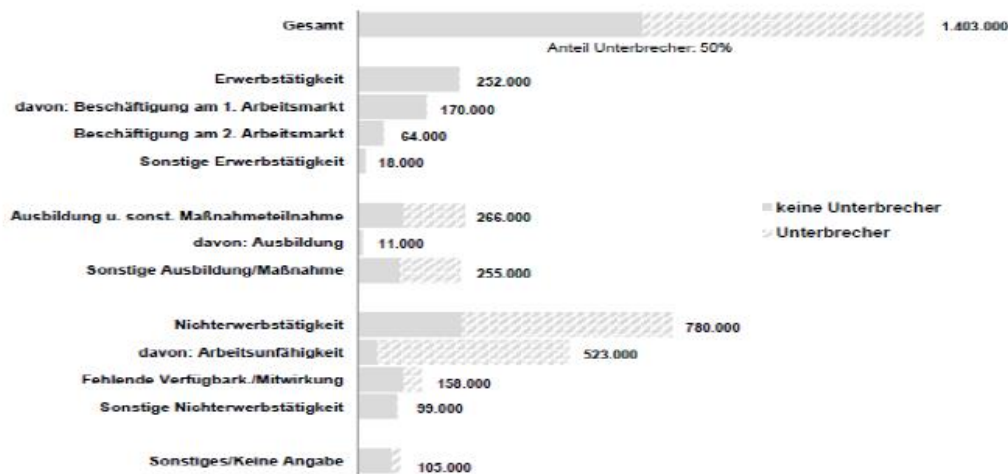 Gesamt 1.403.000
Anteil Unterbrecher: 50%
Erwerbstätigkeit 252.000
davon: Beschäftigung am 1. Arbeitsmarkt 170.000
Beschäftigung am 2. Arbeitsmarkt 64.000
Sonstige Erwerbstätigkeit 18.000
Ausbildung u. sonst. Maßnahmeteilnahme 266.000
keine Unterbrecher
davon: Ausbildung 11.000
Unterbrecher
Sonstige Ausbildung/Maßnahme 255.000
Nichterwerbstätigkeit 780.000
davon: Arbeitsunfähigkeit 523.000
Fehlende Verfügbark./Mitwirkung 158.000
Sonstige Nichterwerbstätigkeit 99.000
Sonstiges/Keine Angabe 105.000